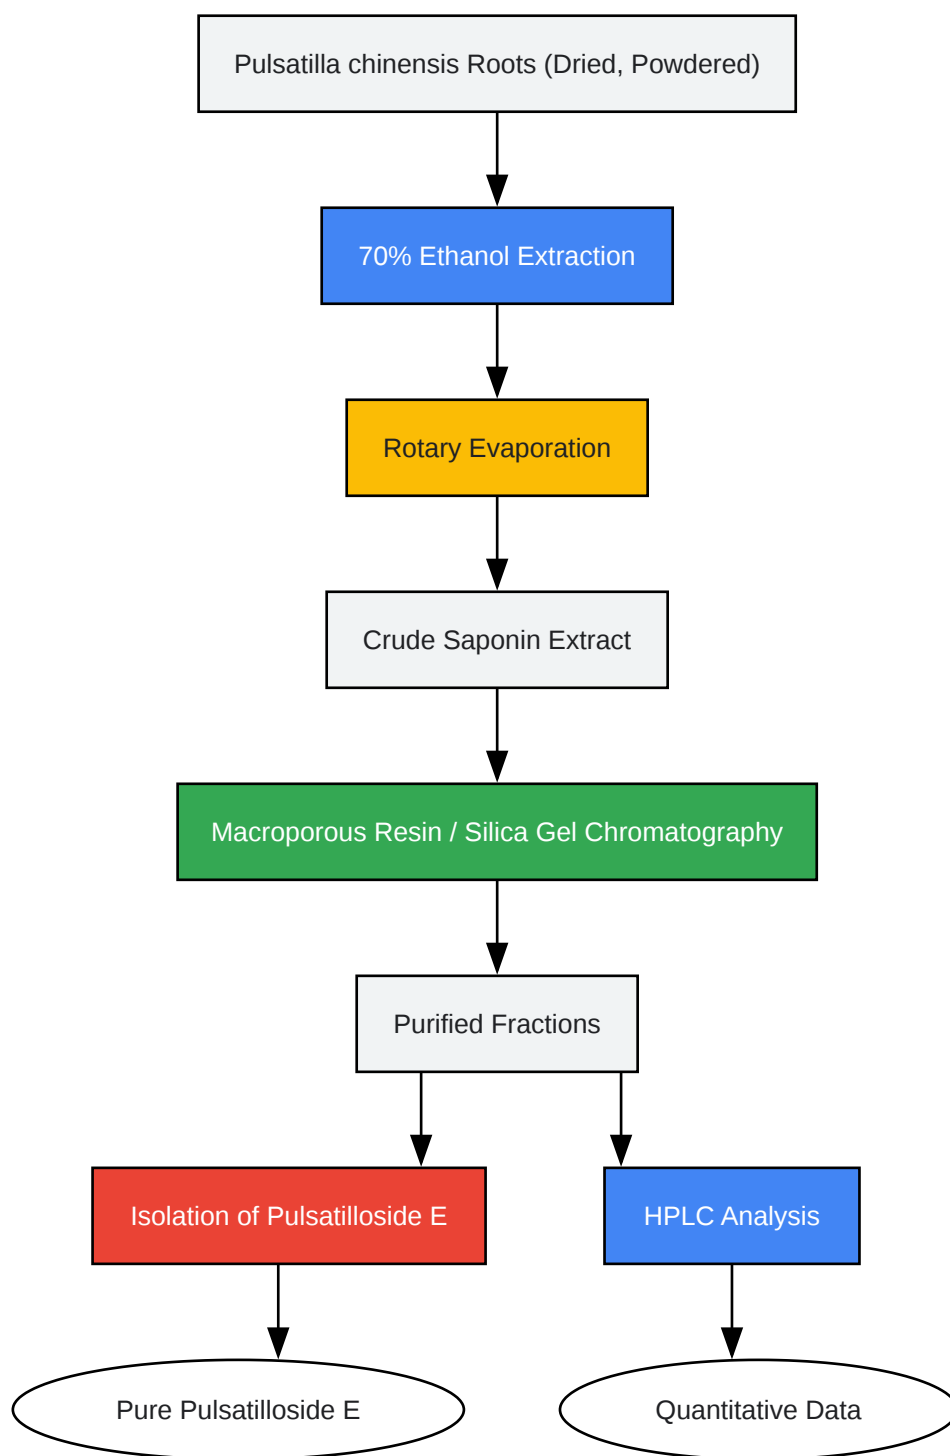 Pulsatilla chinensis Roots (Dried, Powdered)
70% Ethanol Extraction
Rotary Evaporation
Crude Saponin Extract
Macroporous Resin / Silica Gel Chromatography
Purified Fractions
Isolation of Pulsatilloside E
HPLC Analysis
Pure Pulsatilloside E
Quantitative Data